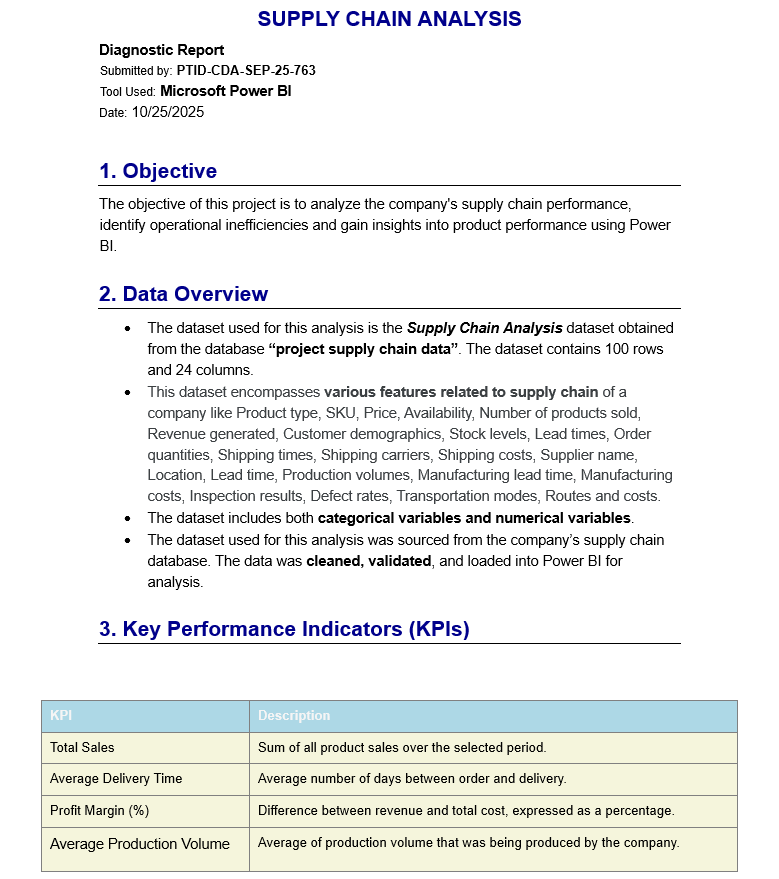 SUPPLY CHAIN ANALYSIS
Diagnostic Report
Submitted by: PTID-CDA-SEP-25-763
Tool Used: Microsoft Power BI
Date: 10/25/2025
1. Objective
The objective of this project is to analyze the company's supply chain performance,
identify operational inefficiencies and gain insights into product performance using Power
BI.
2. Data Overview
• The dataset used for this analysis is the Supply Chain Analysis dataset obtained
from the database “project supply chain data”. The dataset contains 100 rows
and 24 columns.
• This dataset encompasses various features related to supply chain of a
company like Product type, SKU, Price, Availability, Number of products sold,
Revenue generated, Customer demographics, Stock levels, Lead times, Order
quantities, Shipping times, Shipping carriers, Shipping costs, Supplier name,
Location, Lead time, Production volumes, Manufacturing lead time, Manufacturing
costs, Inspection results, Defect rates, Transportation modes, Routes and costs.
• The dataset includes both categorical variables and numerical variables.
• The dataset used for this analysis was sourced from the company’s supply chain
database. The data was cleaned, validated, and loaded into Power BI for
analysis.
3. Key Performance Indicators (KPIs)
KPI Description
Total Sales Sum of all product sales over the selected period.
Average Delivery Time Average number of days between order and delivery.
Profit Margin (%) Difference between revenue and total cost, expressed as a percentage.
Average Production Volume Average of production volume that was being produced by the company.